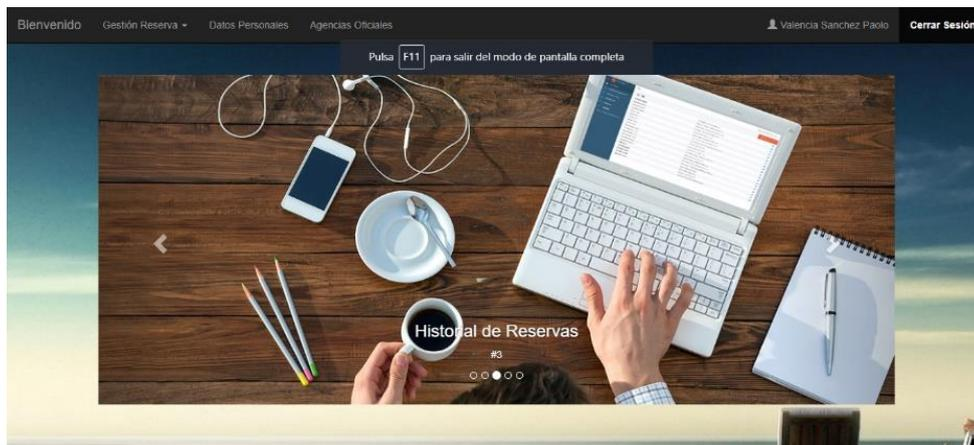 Bienvenido Gestión Reserva Datos Personales Agencias Oficiales Valencia Sanchez Paolo Cerrar Sesión
Pulsa F11 para salir del modo de pantalla completa
Historial de Reservas
#3